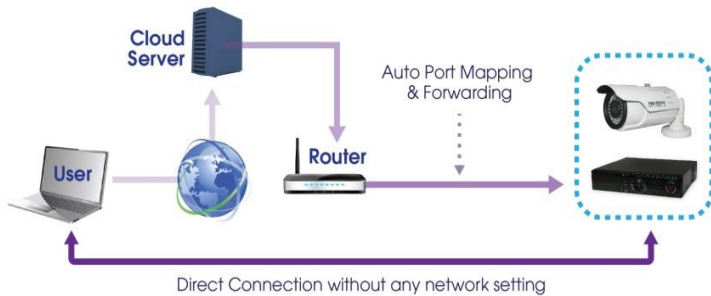 Cloud
Server
Auto Port Mapping
& Forwarding
User
Router
Direct Connection without any network setting